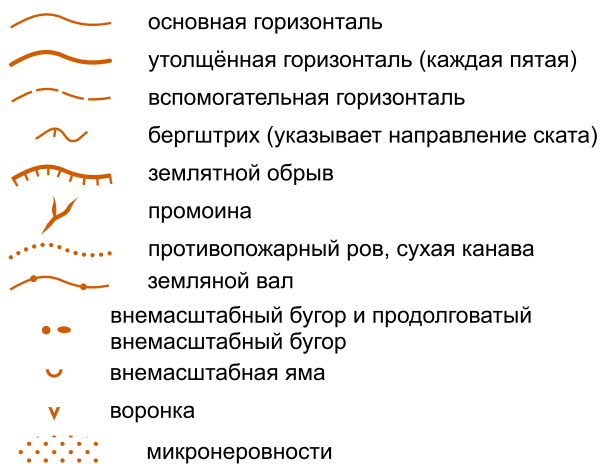 основная горизонталь
утолщённая горизонталь (каждая пятая)
вспомогательная горизонталь
бергштрих (указывает направление ската)
землятной обрыв
промоина
противопожарный ров, сухая канава
земляной вал
внемасштабный бугор и продолговатый
внемасштабный бугор
внемасштабная яма
воронка
микронеровности